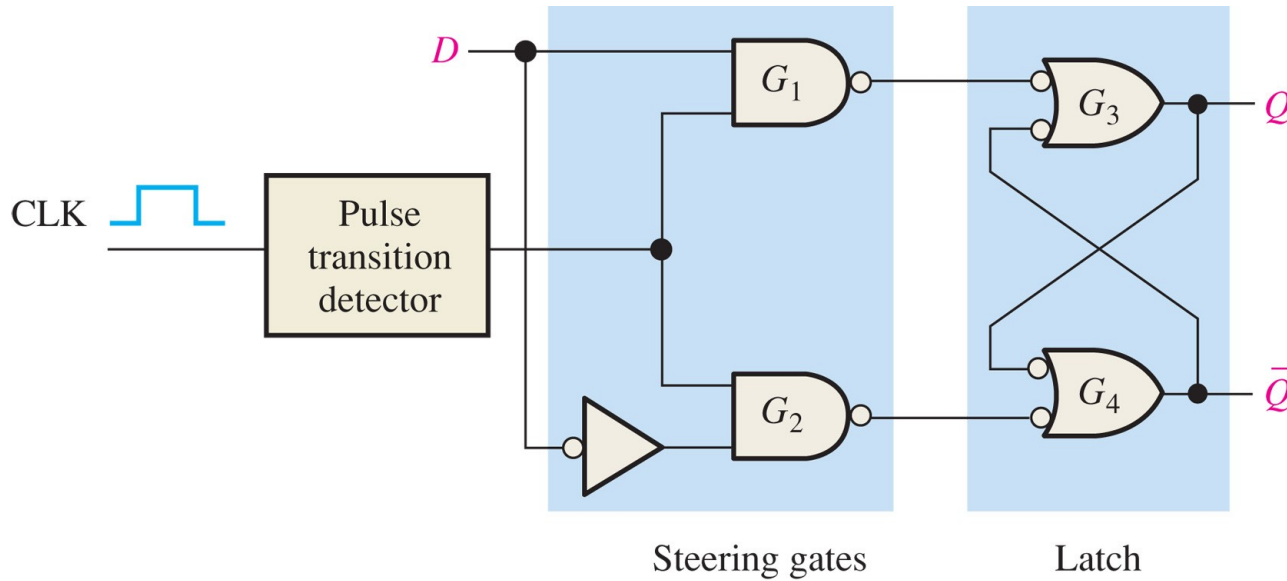 D
G₁
G₃
Q
CLK
Pulse
transition
detector
G₂
G₄
Q̅
Steering gates
Latch